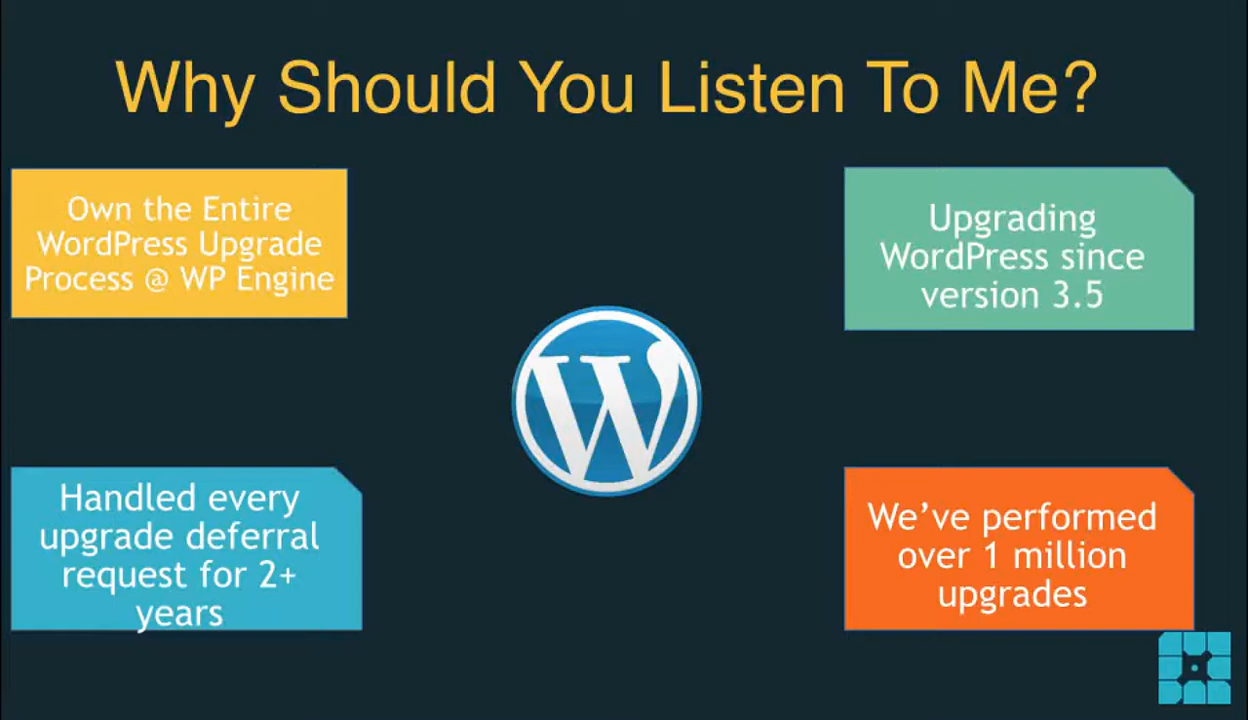 Why Should You Listen To Me?
Own the Entire
WordPress Upgrade
Process @ WP Engine
Upgrading
WordPress since
version 3.5
Handled every
upgrade deferral
request for 2+
years
We've performed
over 1 million
upgrades